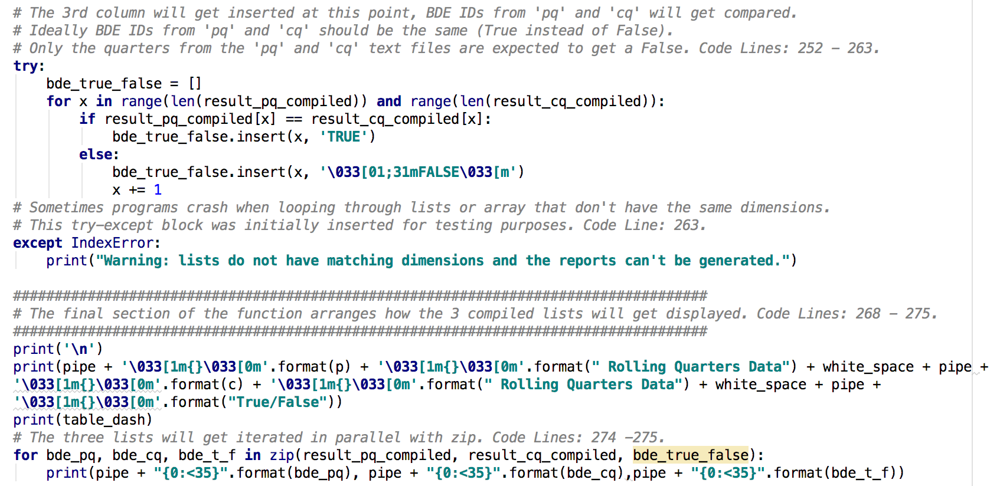 # The 3rd column will get inserted at this point, BDE IDs from 'pq' and 'cq' will get compared.
# Ideally BDE IDs from 'pq' and 'cq' should be the same (True instead of False).
# Only the quarters from the 'pq' and 'cq' text files are expected to get a False. Code Lines: 252 - 263.
try:
    bde_true_false = []
    for x in range(len(result_pq_compiled)) and range(len(result_cq_compiled)):
        if result_pq_compiled[x] == result_cq_compiled[x]:
            bde_true_false.insert(x, 'TRUE')
        else:
            bde_true_false.insert(x, '\033[01;31mFALSE\033[m')
            x += 1
# Sometimes programs crash when looping through lists or array that don't have the same dimensions.
# This try-except block was initially inserted for testing purposes. Code Line: 263.
except IndexError:
    print("Warning: lists do not have matching dimensions and the reports can't be generated.")
####################################################################################
# The final section of the function arranges how the 3 compiled lists will get displayed. Code Lines: 268 - 275.
####################################################################################
print('\n')
print(pipe + '\033[1m{}\033[0m'.format(p) + '\033[1m{}\033[0m'.format(" Rolling Quarters Data") + white_space + pipe +
'\033[1m{}\033[0m'.format(c) + '\033[1m{}\033[0m'.format(" Rolling Quarters Data") + white_space + pipe +
'\033[1m{}\033[0m'.format("True/False"))
print(table_dash)
# The three lists will get iterated in parallel with zip. Code Lines: 274 -275.
for bde_pq, bde_cq, bde_t_f in zip(result_pq_compiled, result_cq_compiled, bde_true_false):
    print(pipe + "{0:<35}".format(bde_pq), pipe + "{0:<35}".format(bde_cq),pipe + "{0:<35}".format(bde_t_f))